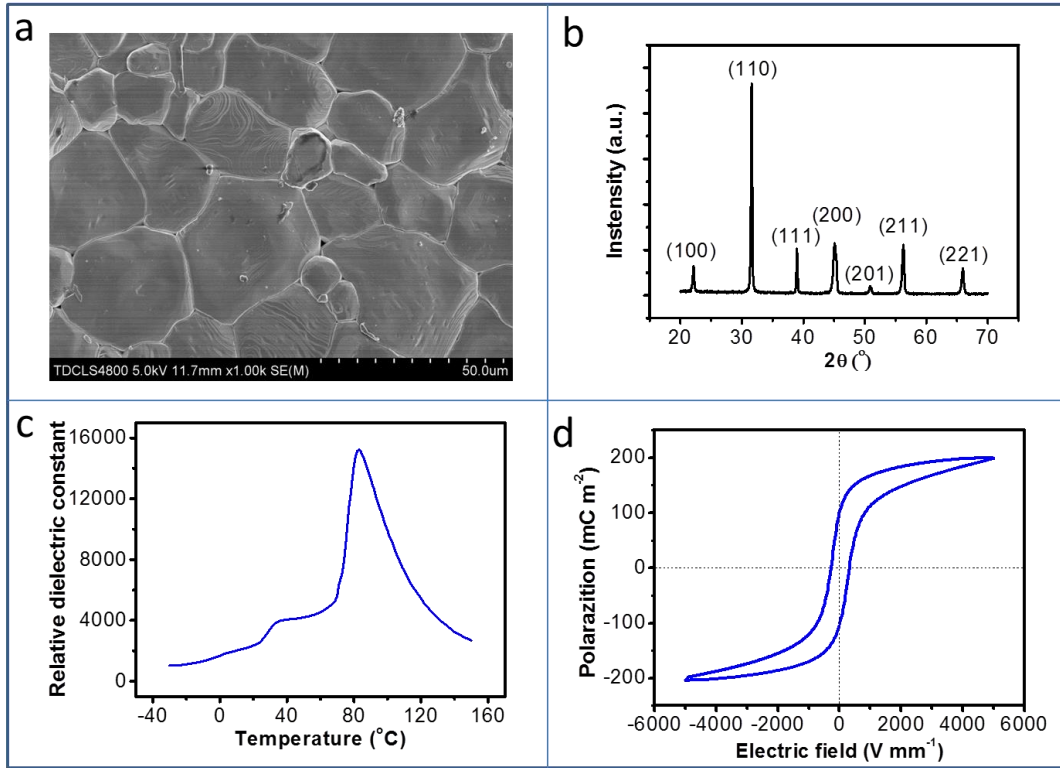 a
TDCLS4800 5.0kV 11.7mm x1.00k SE(M)
50.0um
b
Instensity (a.u.)
(100)
(110)
(111)
(200)
(201)
(211)
(221)
20 30 40 50 60 70
2θ (°)
c
Relative dielectric constant
16000
12000
8000
4000
0
-40 0 40 80 120 160
Temperature (°C)
d
Polarazition (mC m⁻²)
200
100
0
-100
-200
-6000 -4000 -2000 0 2000 4000 6000
Electric field (V mm⁻¹)